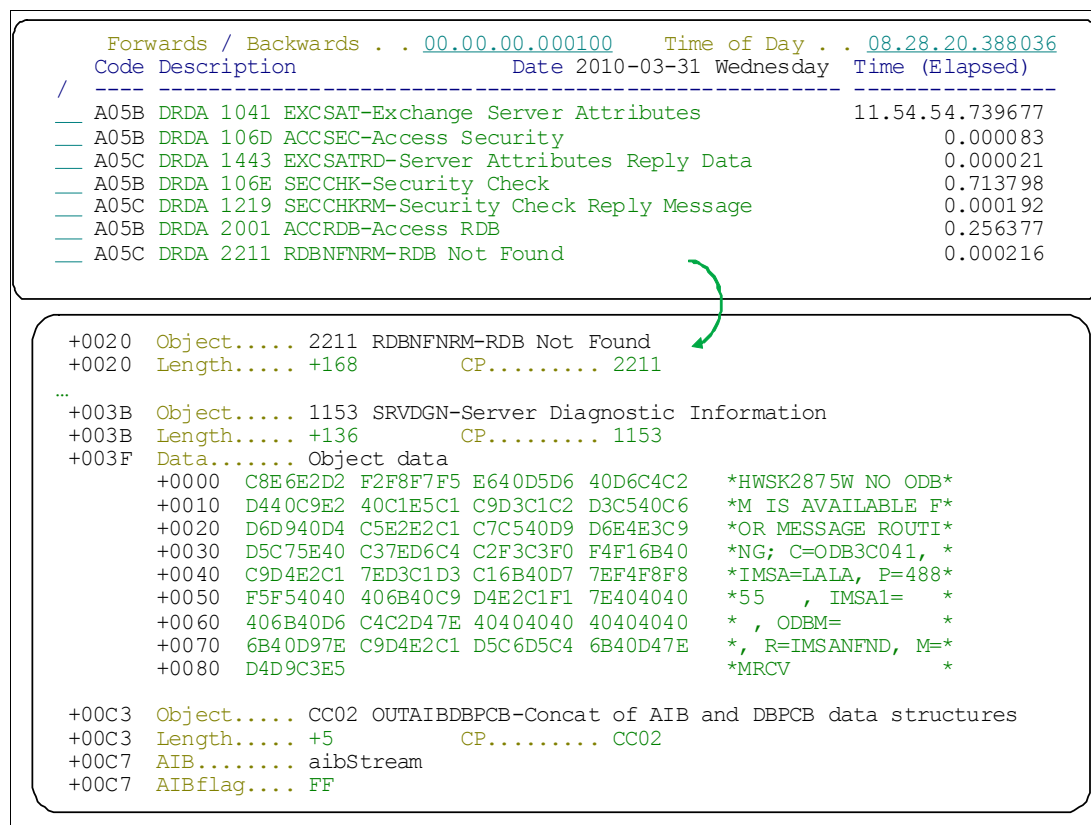 Forwards / Backwards . . 00.00.00.000100 Time of Day . . 08.28.20.388036
Code Description Date 2010-03-31 Wednesday Time (Elapsed)
/ ---- ----------------------------------------------------- ----------------
__ A05B DRDA 1041 EXCSAT-Exchange Server Attributes 11.54.54.739677
__ A05B DRDA 106D ACCSEC-Access Security 0.000083
__ A05C DRDA 1443 EXCSATRD-Server Attributes Reply Data 0.000021
__ A05B DRDA 106E SECCHK-Security Check 0.713798
__ A05C DRDA 1219 SECCHKRM-Security Check Reply Message 0.000192
__ A05B DRDA 2001 ACCRDB-Access RDB 0.256377
__ A05C DRDA 2211 RDBNFNRM-RDB Not Found 0.000216
+0020 Object..... 2211 RDBNFNRM-RDB Not Found
+0020 Length..... +168 CP......... 2211
…
+003B Object..... 1153 SRVDGN-Server Diagnostic Information
+003B Length..... +136 CP......... 1153
+003F Data....... Object data
+0000 C8E6E2D2 F2F8F7F5 E640D5D6 40D6C4C2 *HWSK2875W NO ODB*
+0010 D440C9E2 40C1E5C1 C9D3C1C2 D3C540C6 *M IS AVAILABLE F*
+0020 D6D940D4 C5E2E2C1 C7C540D9 D6E4E3C9 *OR MESSAGE ROUTI*
+0030 D5C75E40 C37ED6C4 C2F3C3F0 F4F16B40 *NG; C=ODB3C041, *
+0040 C9D4E2C1 7ED3C1D3 C16B40D7 7EF4F8F8 *IMSA=LALA, P=488*
+0050 F5F54040 406B40C9 D4E2C1F1 7E404040 *55 , IMSA1= *
+0060 406B40D6 C4C2D47E 40404040 40404040 * , ODBM= *
+0070 6B40D97E C9D4E2C1 D5C6D5C4 6B40D47E *, R=IMSANFND, M=*
+0080 D4D9C3E5 *MRCV *
+00C3 Object..... CC02 OUTAIBDBPCB-Concat of AIB and DBPCB data structures
+00C3 Length..... +5 CP......... CC02
+00C7 AIB........ aibStream
+00C7 AIBflag.... FF